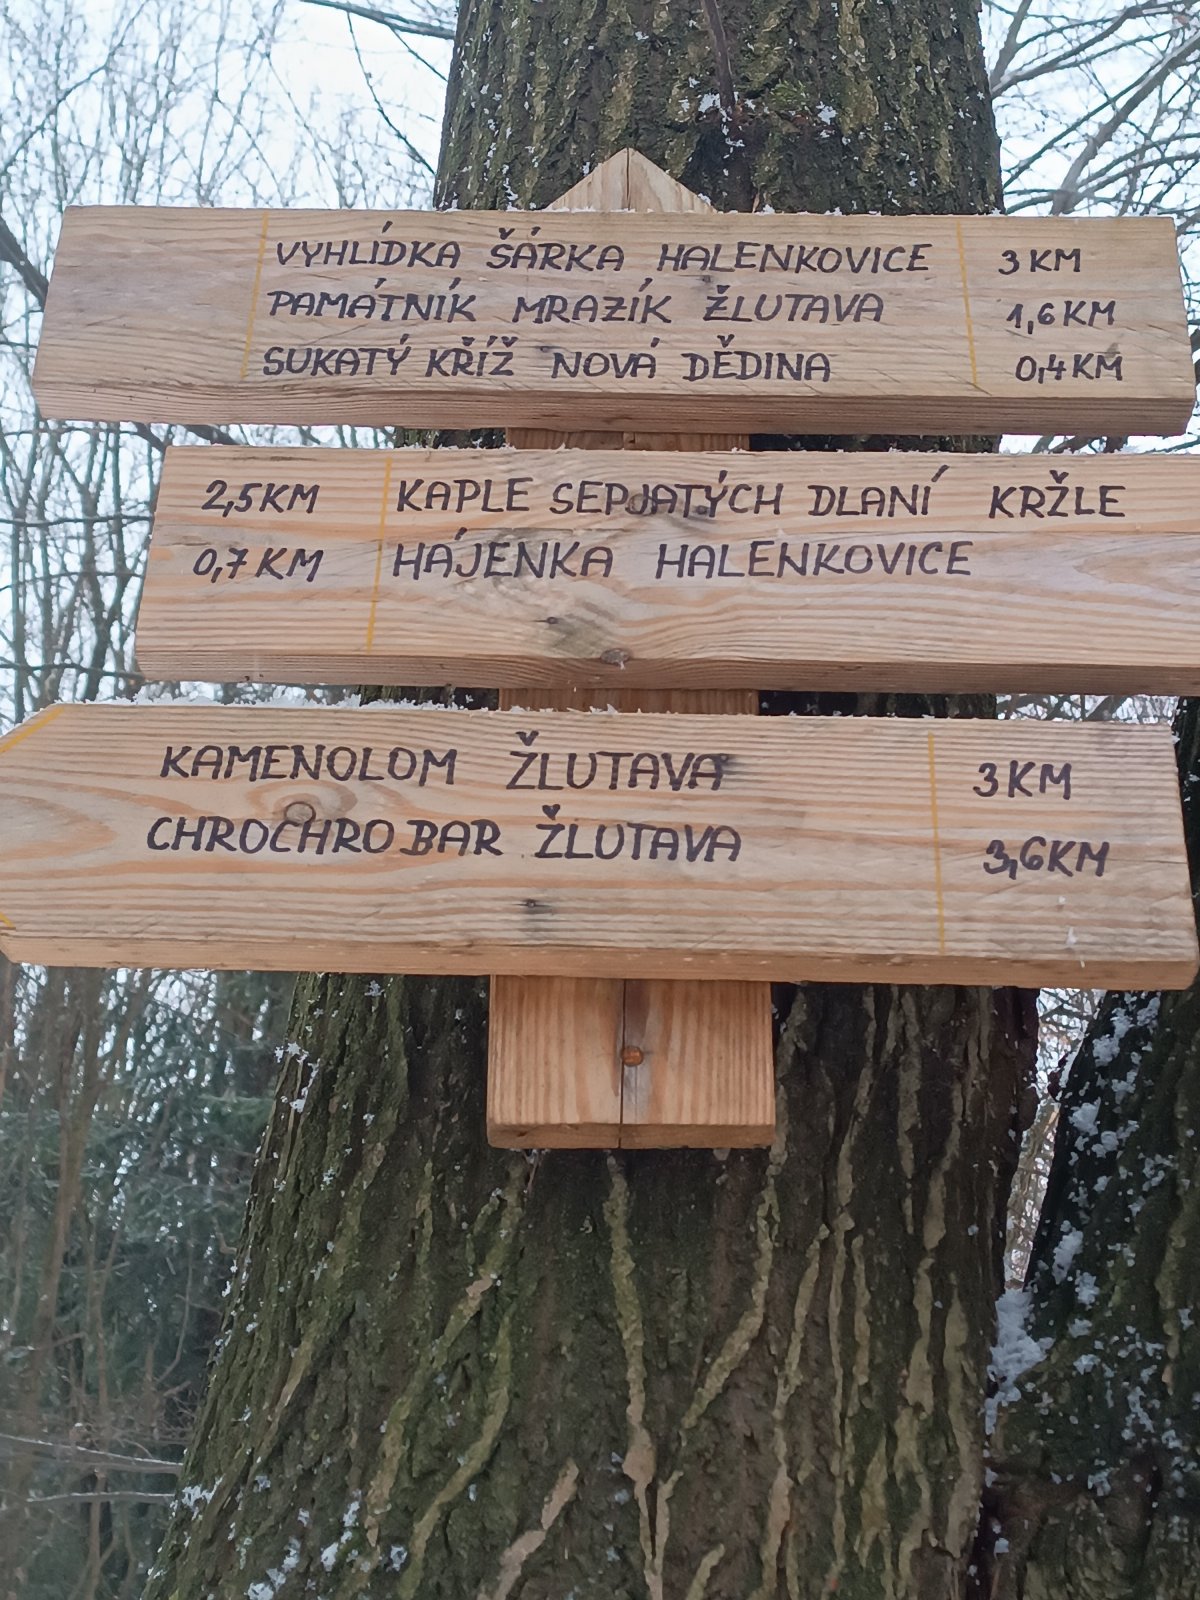 VYHLÍDKA ŠÁRKA HALENKOVICE 3 KM
PAMÁTNÍK MRAZÍK ŽLUTAVA 1,6 KM
SUKATÝ KŘÍŽ NOVÁ DĚDINA 0,4 KM
2,5 KM KAPLE SEPJATÝCH DLANÍ KRŽLE
0,7 KM HÁJENKA HALENKOVICE
KAMENOLOM ŽLUTAVA 3 KM
CHROCHRO BAR ŽLUTAVA 3,6 KM